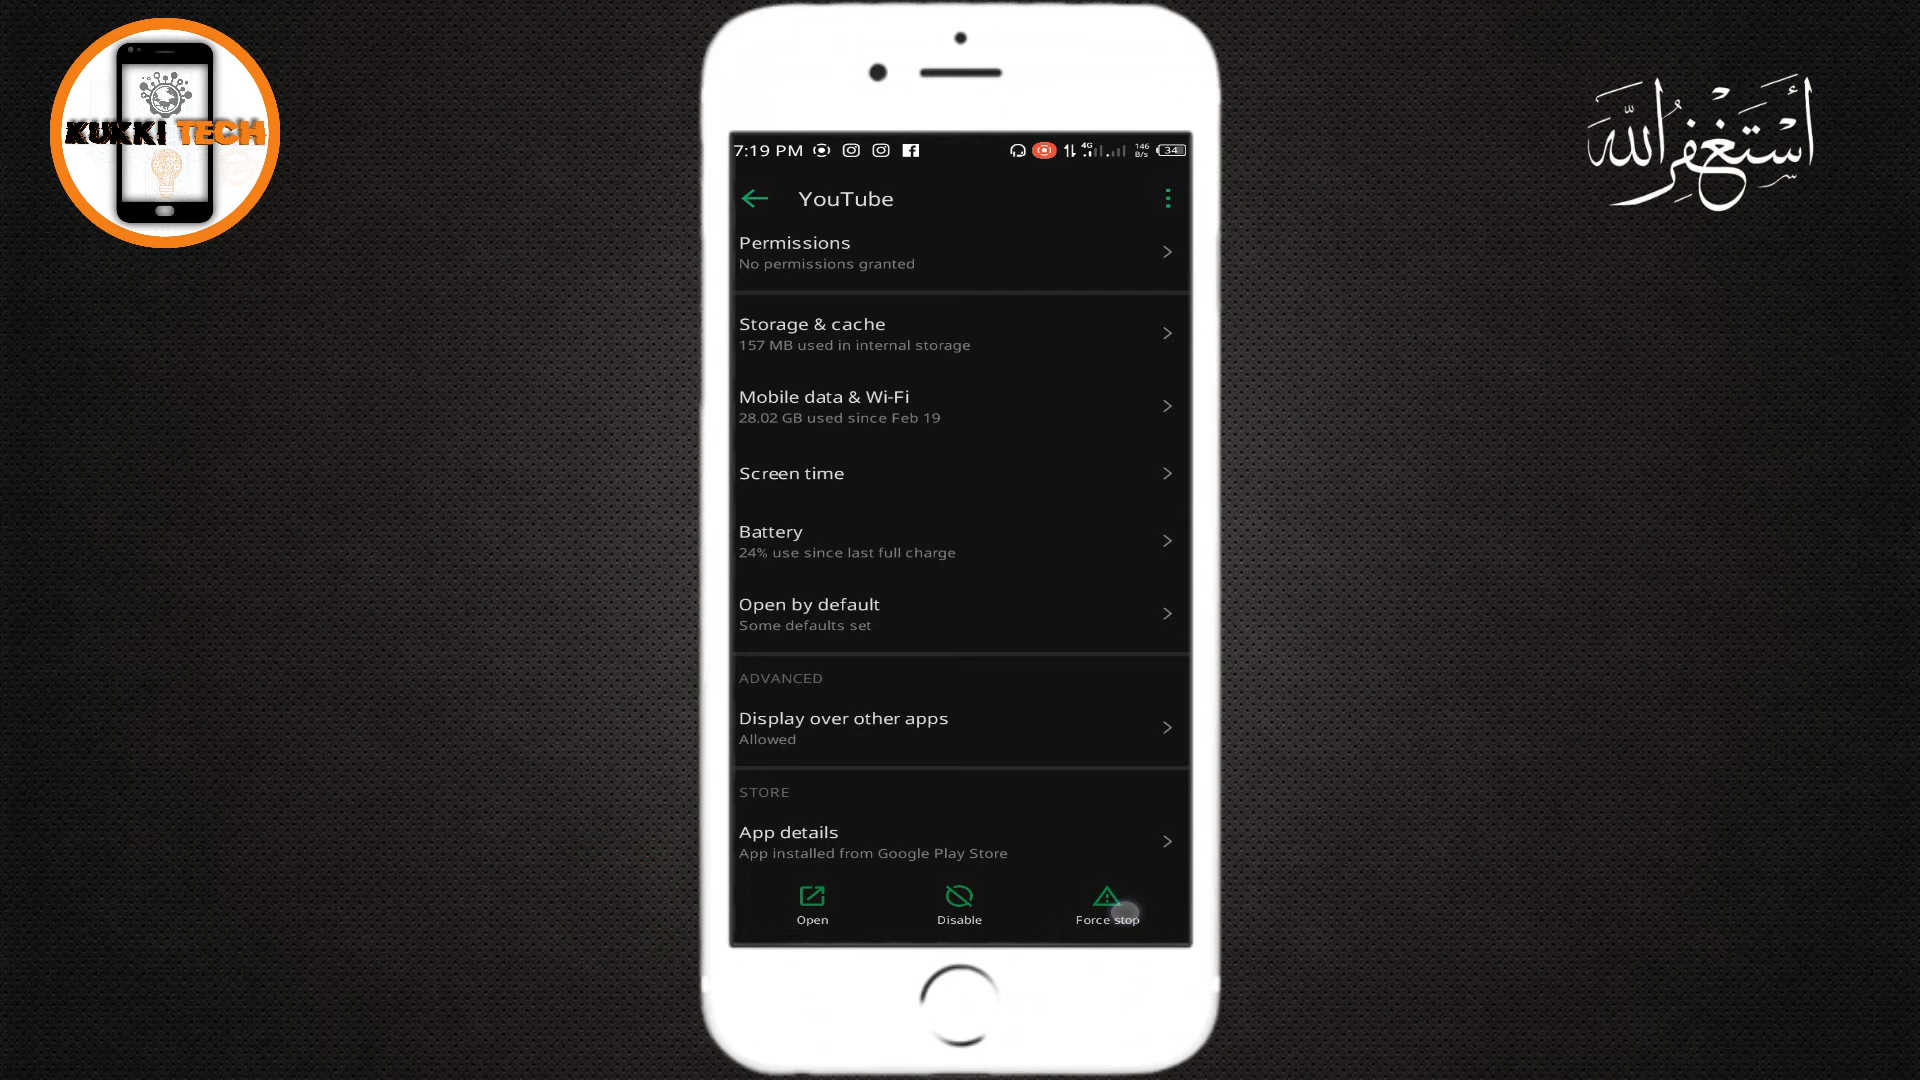 KUKKI TECH
أستغفر الله
7:19 PM
4G
146
B/s
34
YouTube
Permissions
No permissions granted
Storage & cache
157 MB used in internal storage
Mobile data & Wi-Fi
28.02 GB used since Feb 19
Screen time
Battery
24% use since last full charge
Open by default
Some defaults set
ADVANCED
Display over other apps
Allowed
STORE
App details
App installed from Google Play Store
Open
Disable
Force stop